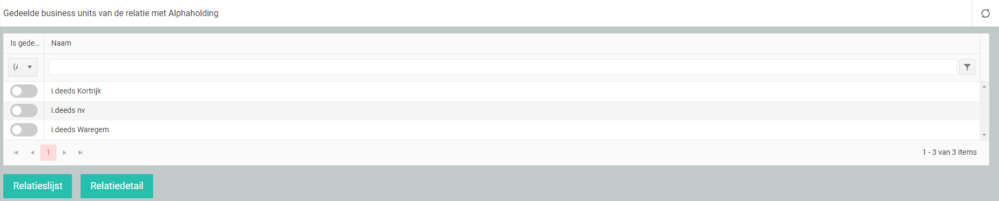 Gedeelde business units van de relatie met Alphaholding
Is gede... Naam
(A
i.deeds Kortrijk
i.deeds nv
i.deeds Waregem
1 1 - 3 van 3 items
Relatieslijst Relatiedetail